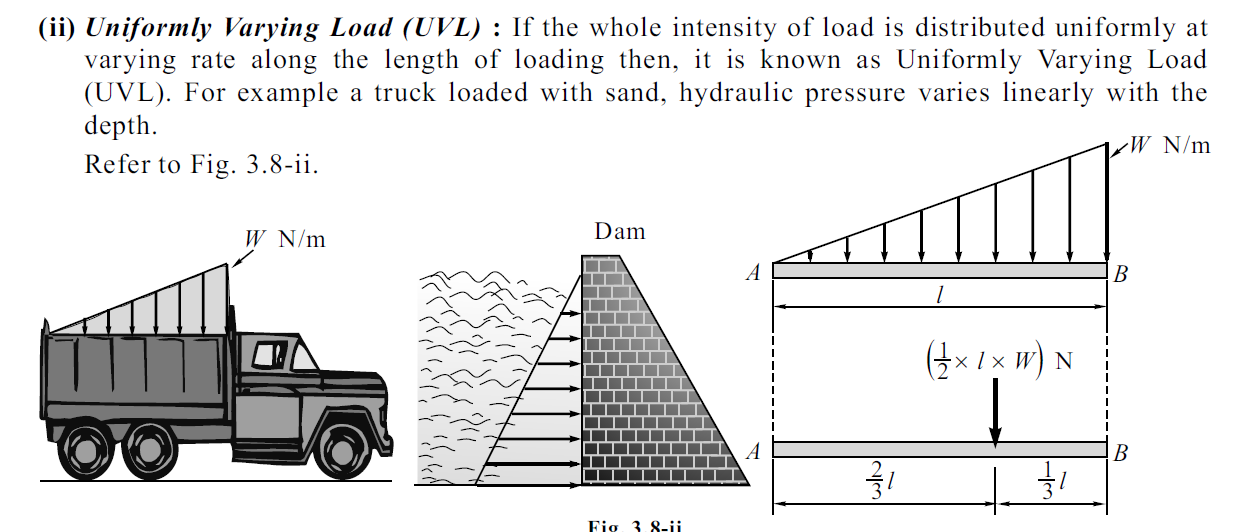 (ii) Uniformly Varying Load (UVL) : If the whole intensity of load is distributed uniformly at
varying rate along the length of loading then, it is known as Uniformly Varying Load
(UVL). For example a truck loaded with sand, hydraulic pressure varies linearly with the
depth.
Refer to Fig. 3.8-ii.
W N/m
W N/m
Dam
A
B
l
(1/2 × l × W) N
A
B
2/3 l
1/3 l
Fig. 3.8-ii